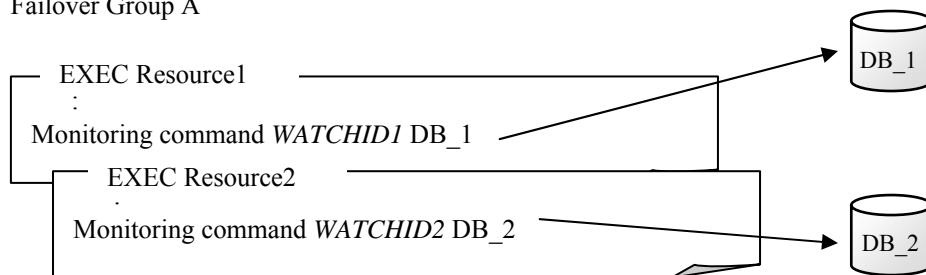 Failover Group A
EXEC Resource1
:
Monitoring command WATCHID1 DB_1
DB_1
EXEC Resource2
.
Monitoring command WATCHID2 DB_2
DB_2